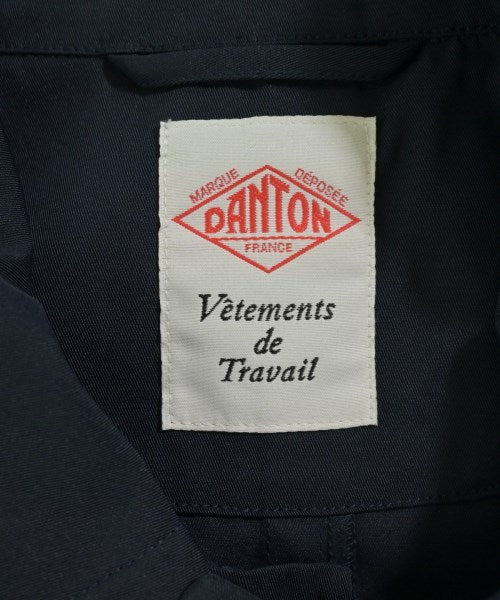 MARQUE DÉPOSÉE
DANTON
FRANCE
Vêtements
de
Travail